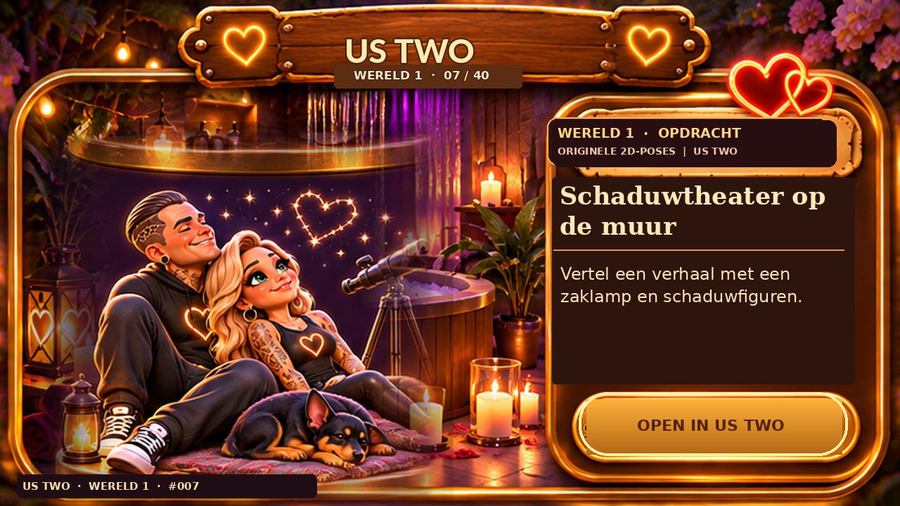 US TWO
WERELD 1 · 07 / 40
WERELD 1 · OPDRACHT
ORIGINELE 2D-POSES | US TWO
Schaduwtheater op
de muur
Vertel een verhaal met een
zaklamp en schaduwfiguren.
OPEN IN US TWO
US TWO · WERELD 1 · #007